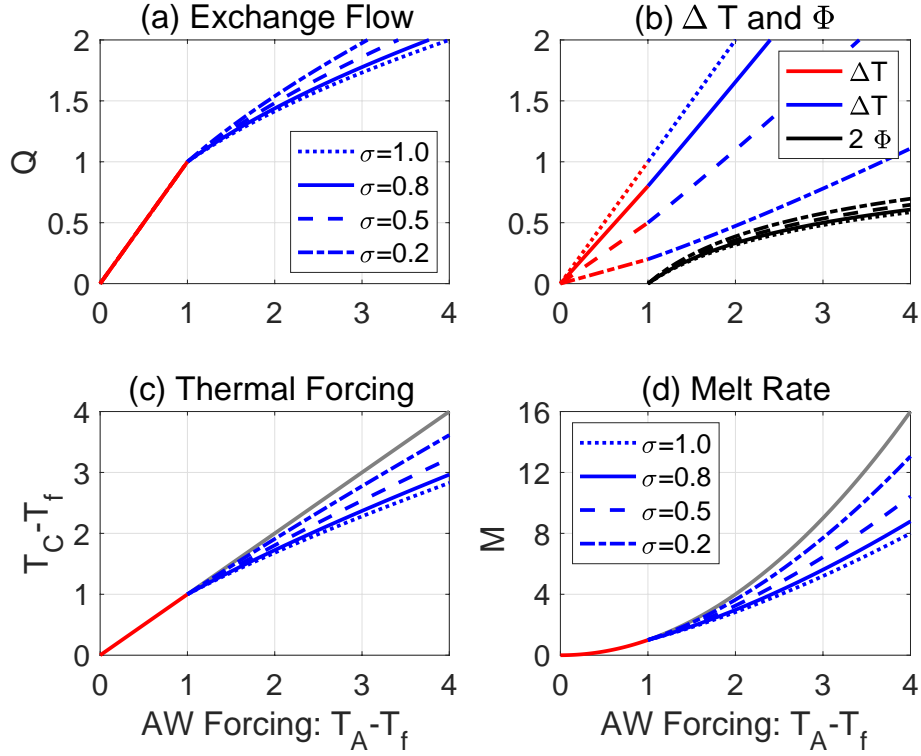 (a) Exchange Flow
2
1.5
1
0.5
0
Q
0 1 2 3 4
σ=1.0
σ=0.8
σ=0.5
σ=0.2
(b) Δ T and Φ
2
1.5
1
0.5
0
0 1 2 3 4
ΔT
ΔT
2 Φ
(c) Thermal Forcing
4
3
2
1
0
T_C-T_f
0 1 2 3 4
AW Forcing: T_A-T_f
(d) Melt Rate
16
12
8
4
0
M
0 1 2 3 4
σ=1.0
σ=0.8
σ=0.5
σ=0.2
AW Forcing: T_A-T_f